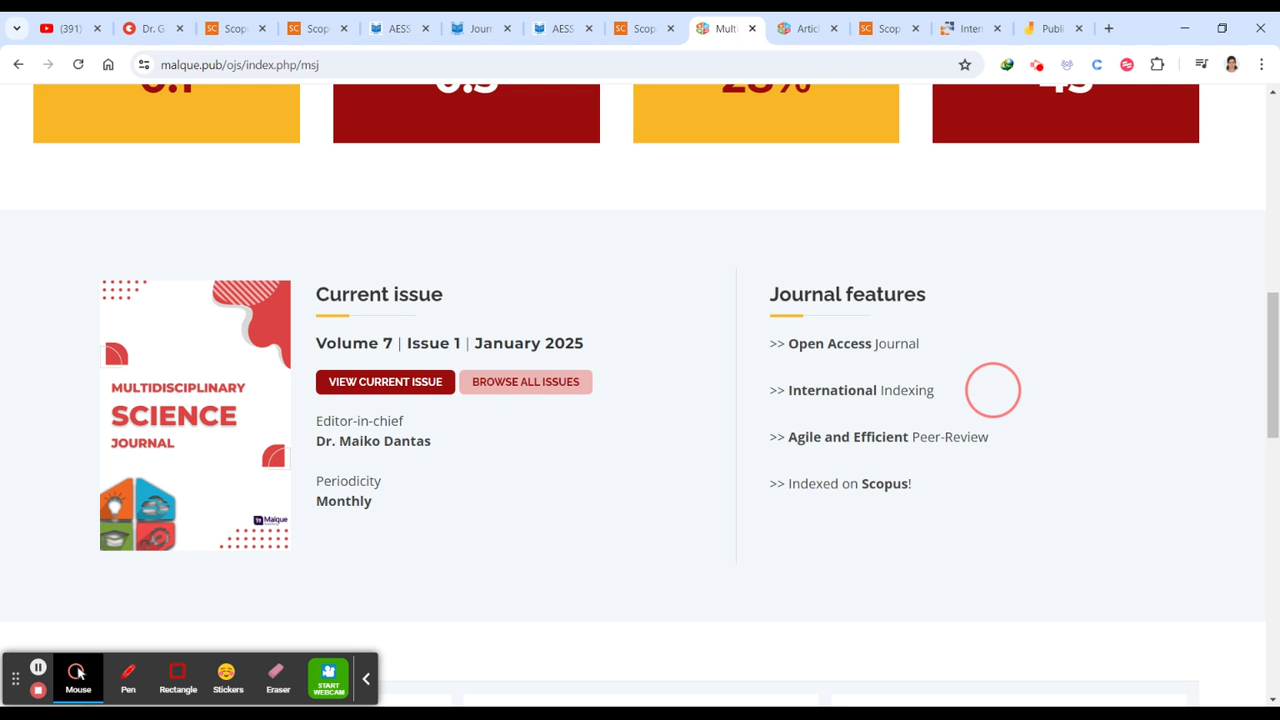 (391)
Dr. G
Scop
Scop
AESS
Journ
AESS
Scop
Multi
Artic
Scop
Inter
Publi
malque.pub/ojs/index.php/msj
28%
Current issue
Volume 7 | Issue 1 | January 2025
VIEW CURRENT ISSUE
BROWSE ALL ISSUES
Editor-in-chief
Dr. Maiko Dantas
Periodicity
Monthly
Journal features
>> Open Access Journal
>> International Indexing
>> Agile and Efficient Peer-Review
>> Indexed on Scopus!
MULTIDISCIPLINARY
SCIENCE
JOURNAL
Malque
Mouse
Pen
Rectangle
Stickers
Eraser
START
WEBCAM